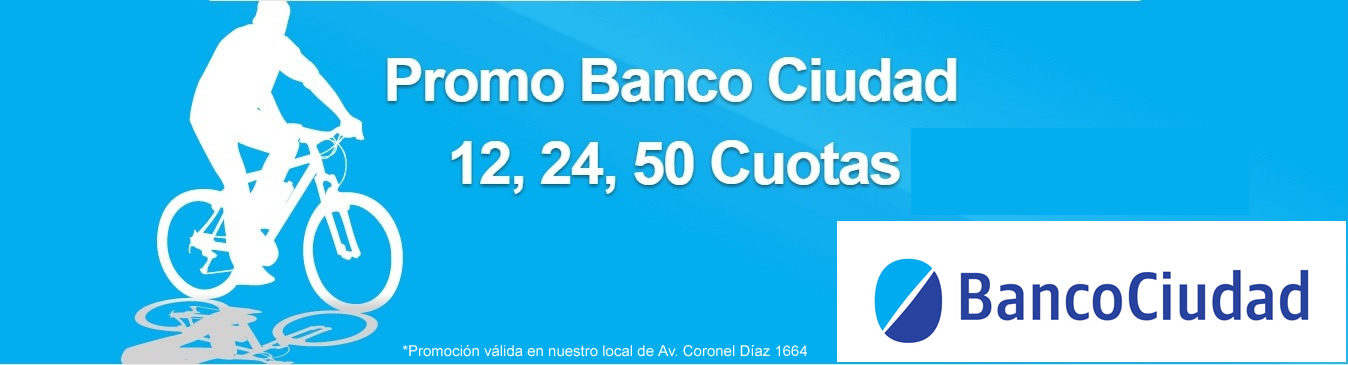 Promo Banco Ciudad
12, 24, 50 Cuotas
BancoCiudad
*Promoción válida en nuestro local de Av. Coronel Díaz 1664